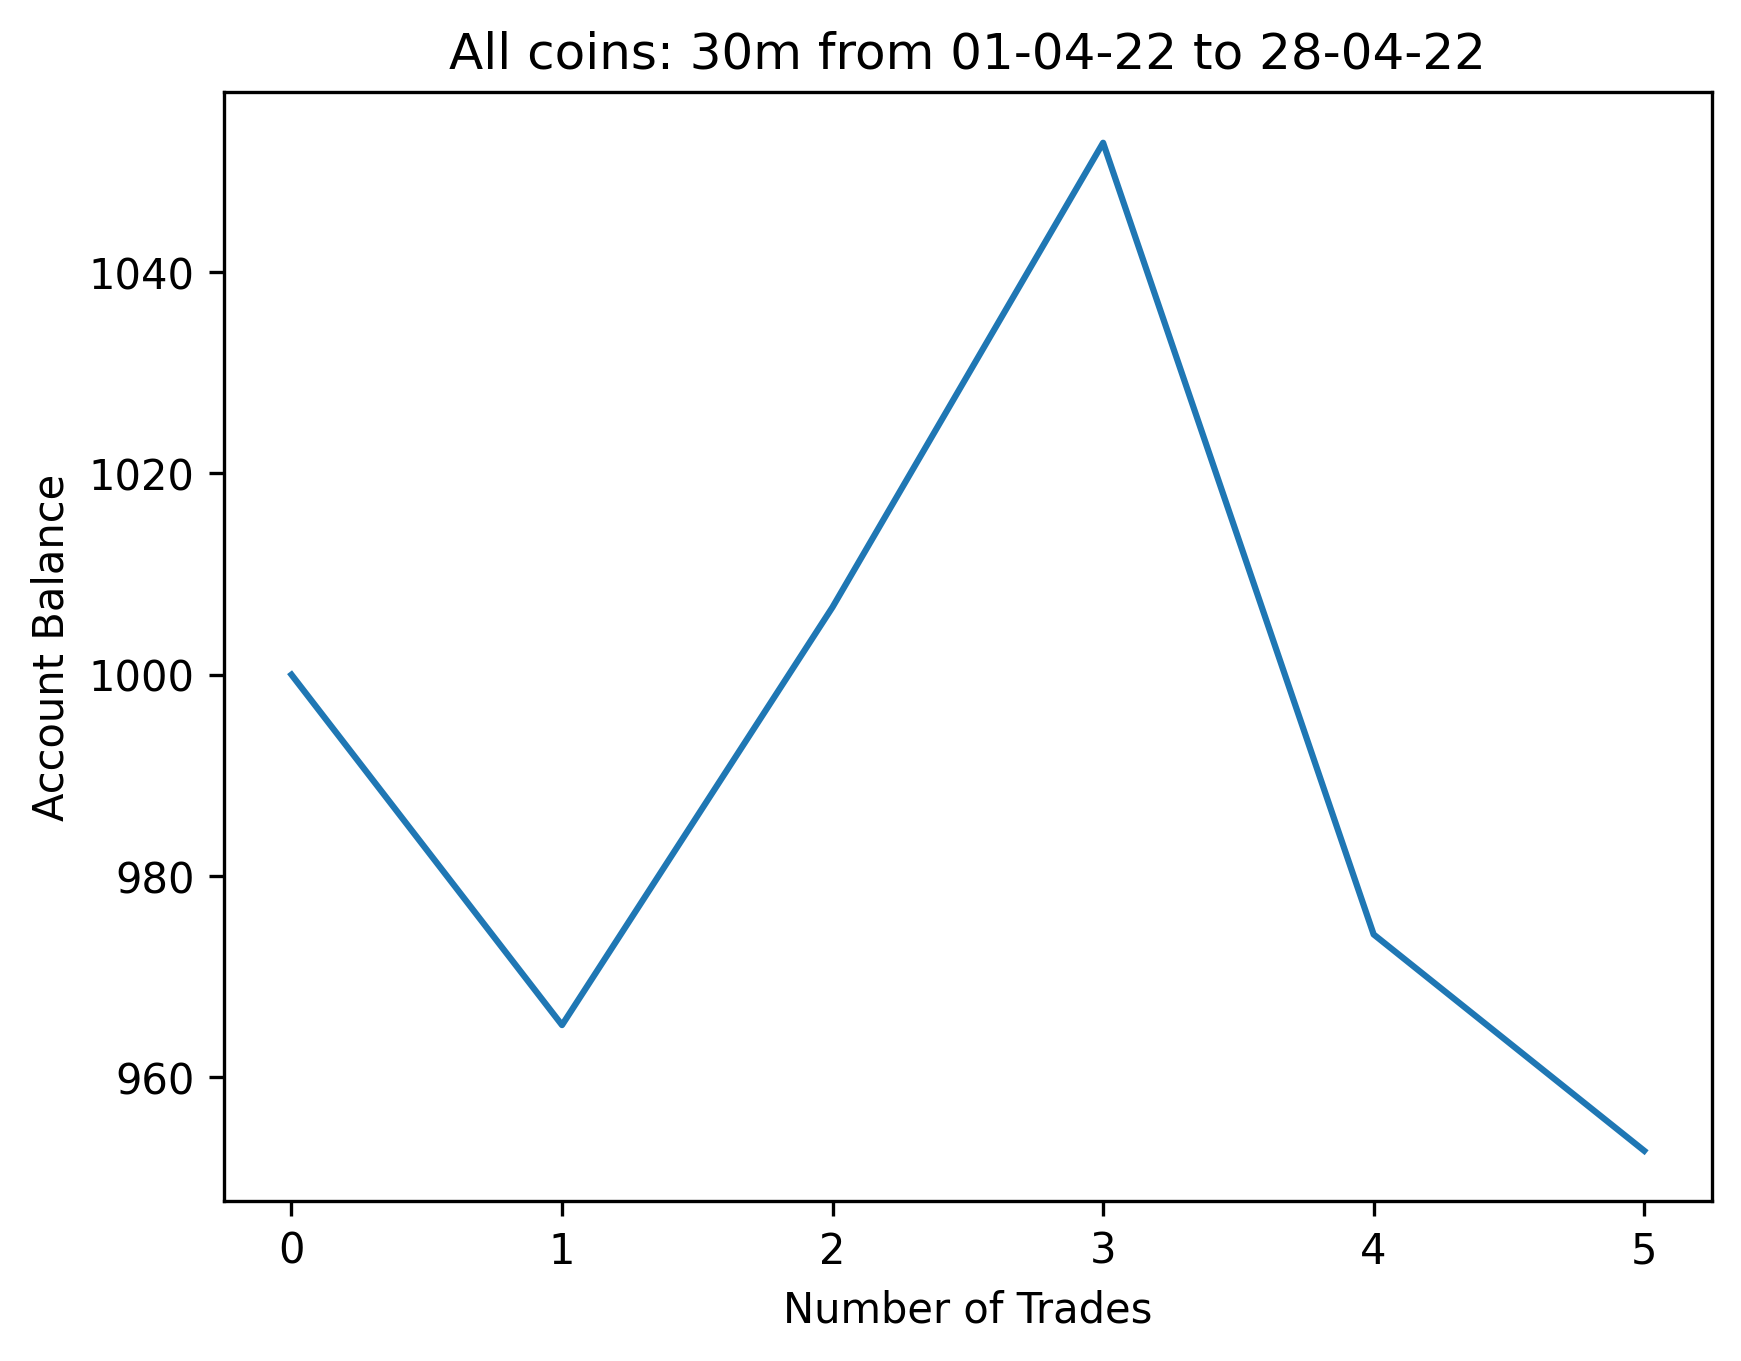 All coins: 30m from 01-04-22 to 28-04-22
Account Balance
1040
1020
1000
980
960
0 1 2 3 4 5
Number of Trades